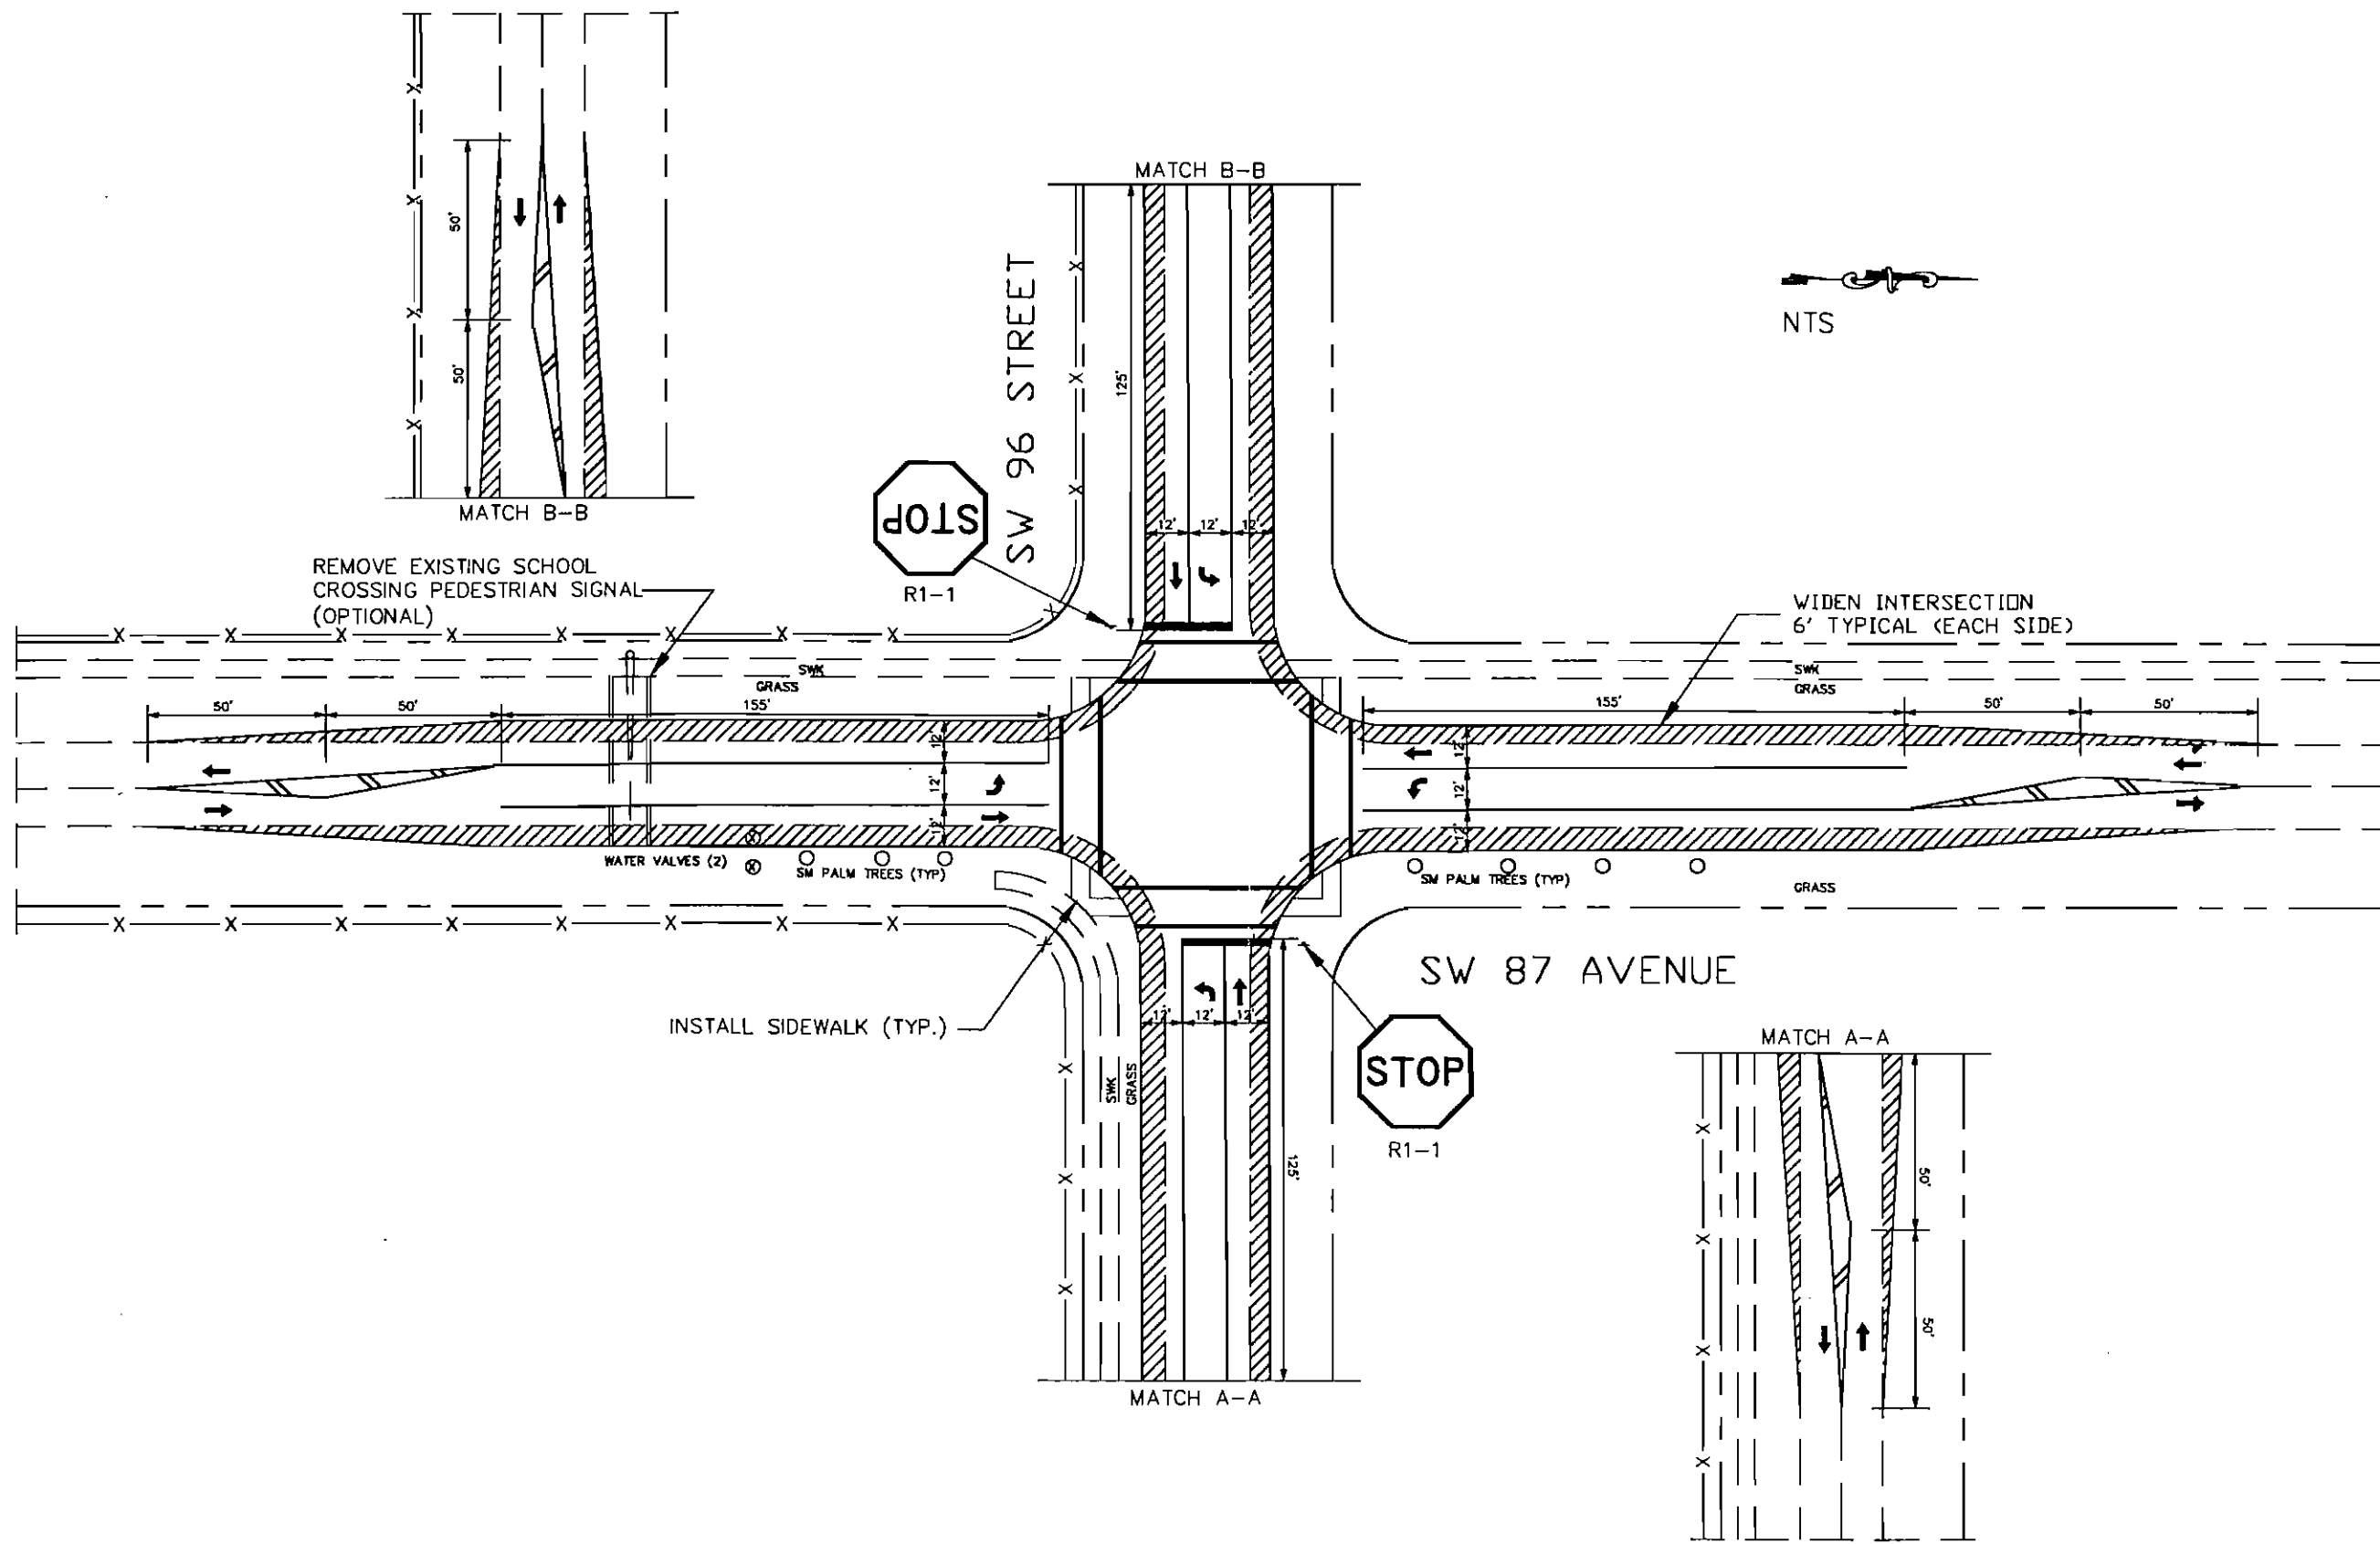 MATCH B-B
SW 96 STREET
125'
NTS
50'
50'
MATCH B-B
STOP
R1-1
12' 12' 12'
REMOVE EXISTING SCHOOL
CROSSING PEDESTRIAN SIGNAL
(OPTIONAL)
WIDEN INTERSECTION
6' TYPICAL (EACH SIDE)
SWK
GRASS
SWK
GRASS
50' 50' 155'
155' 50' 50'
12'
12'
12'
12'
12'
12'
WATER VALVES (2)
SM PALM TREES (TYP)
SM PALM TREES (TYP)
GRASS
SW 87 AVENUE
INSTALL SIDEWALK (TYP.)
12' 12' 12'
STOP
R1-1
SWK
GRASS
125'
MATCH A-A
MATCH A-A
50'
50'